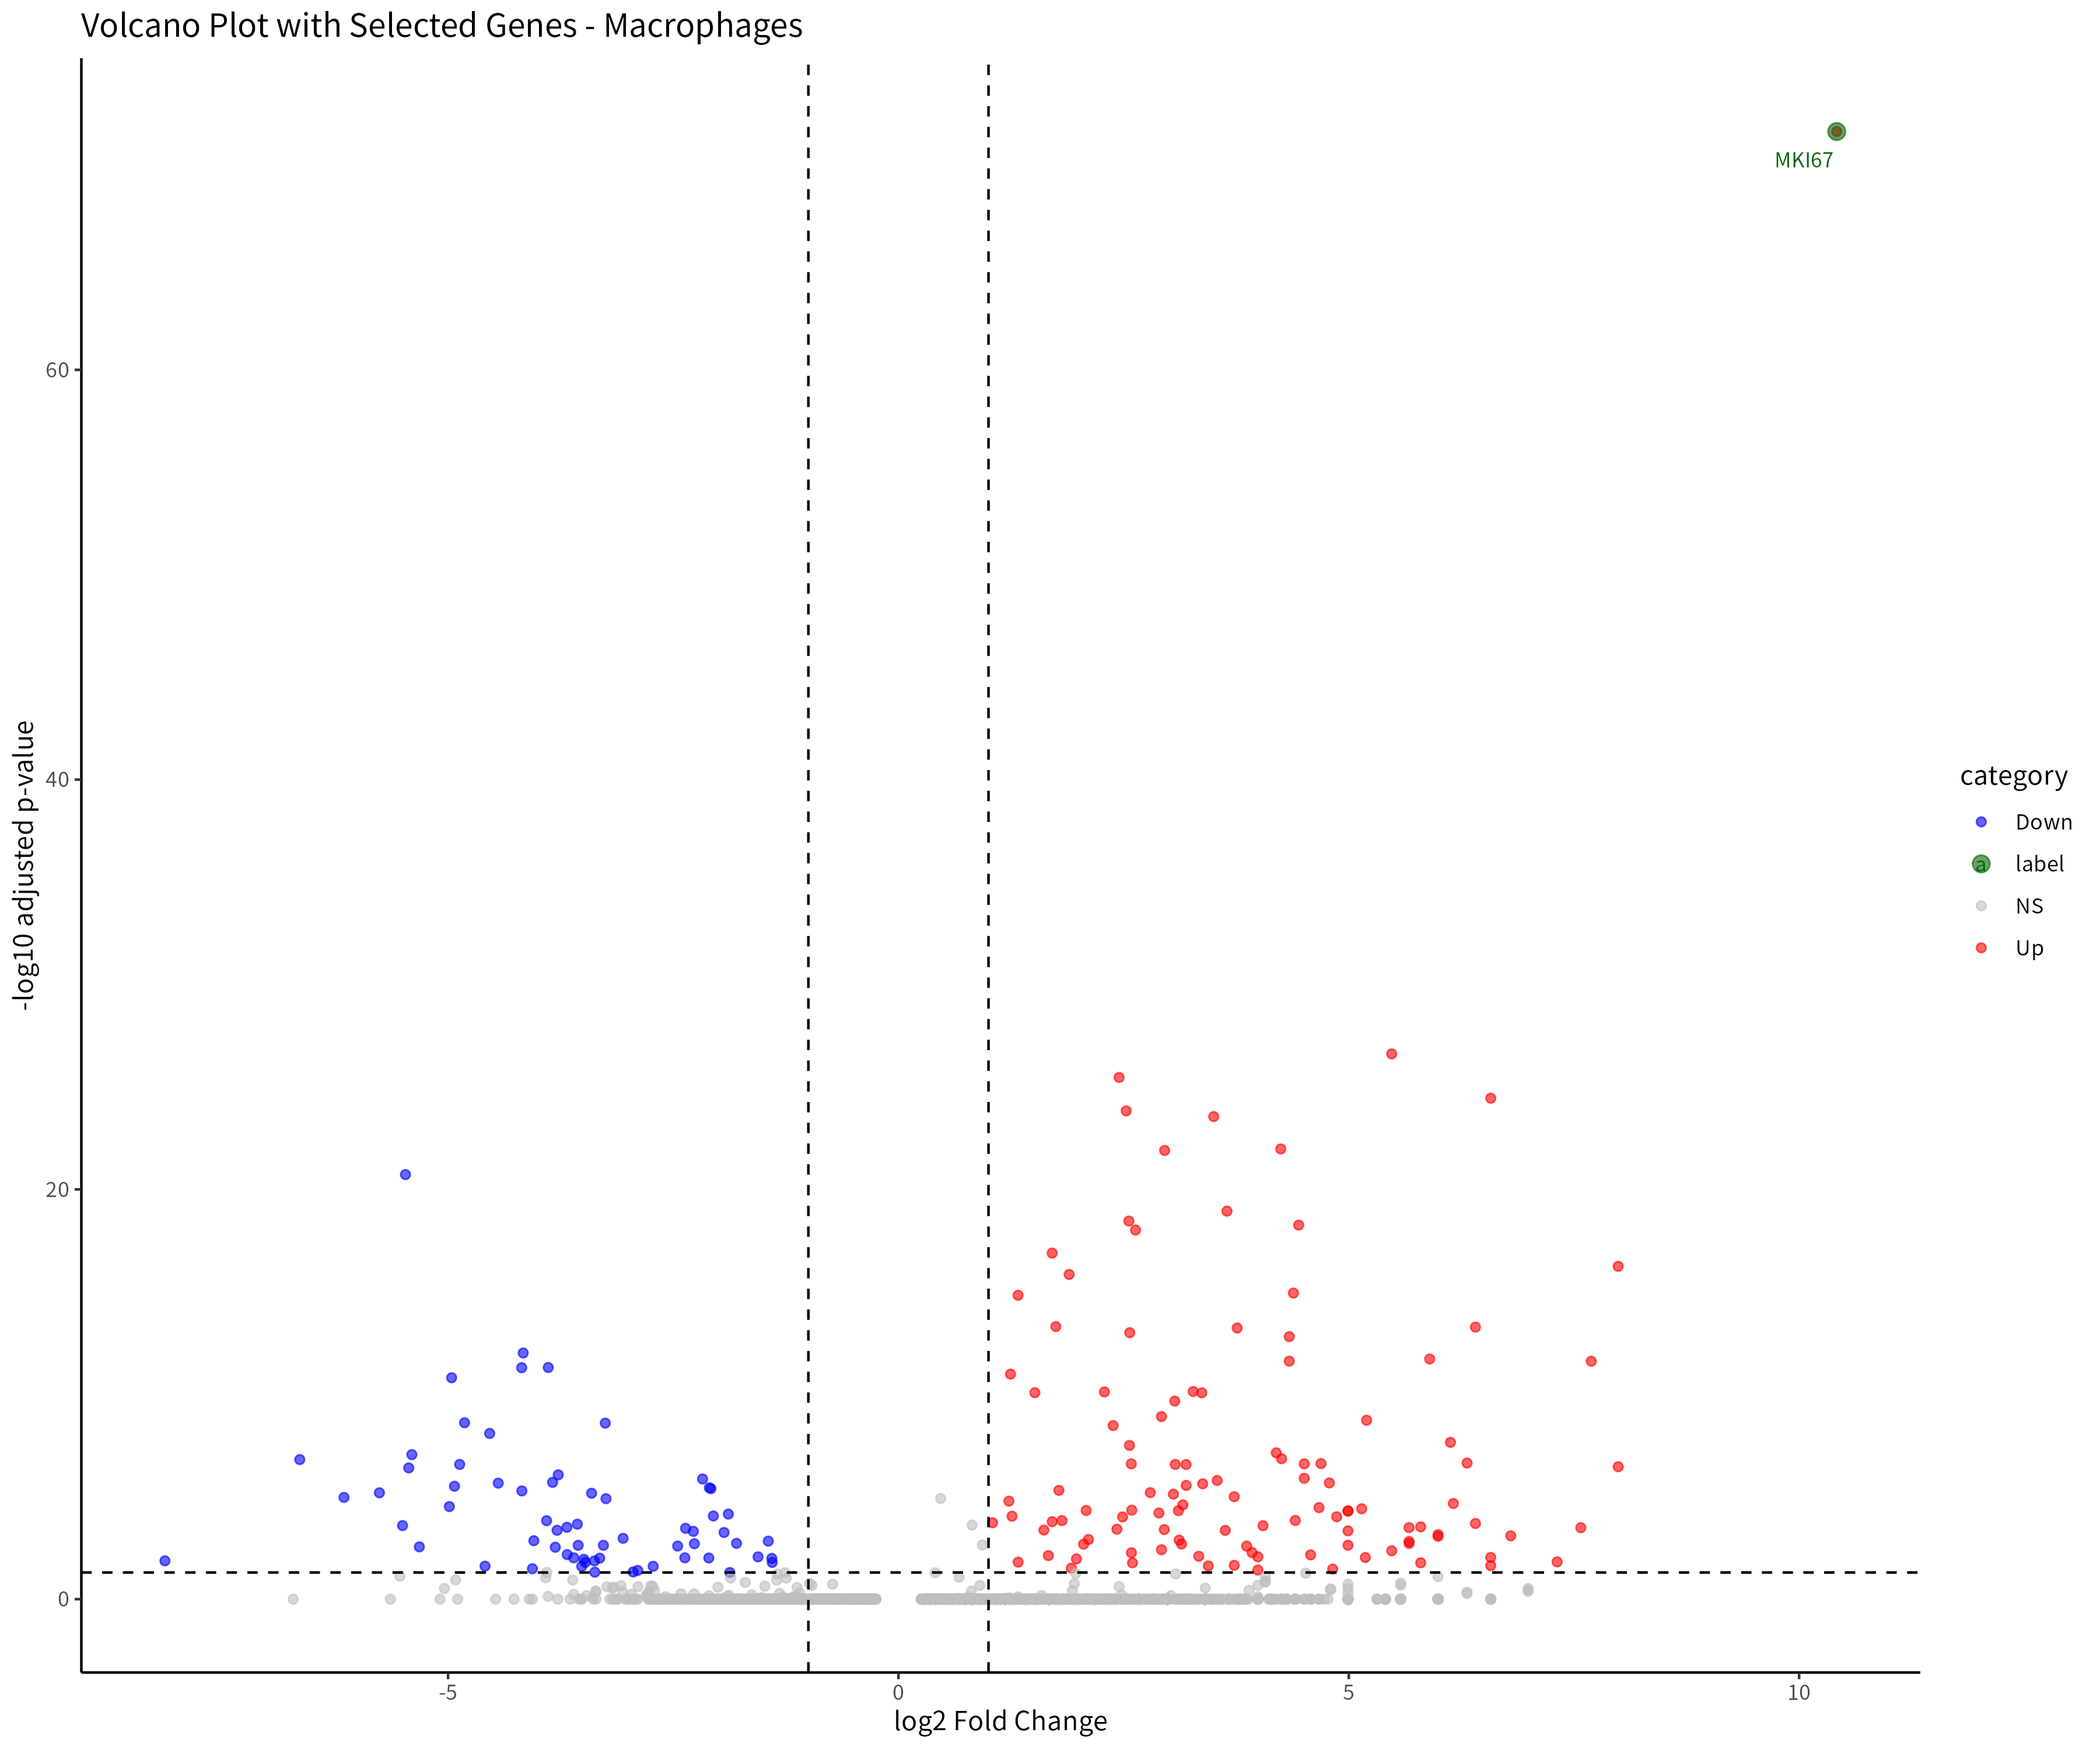 Volcano Plot with Selected Genes - Macrophages
MKI67
60
40
20
0
-log10 adjusted p-value
-5
0
5
10
log2 Fold Change
category
Down
a
label
NS
Up